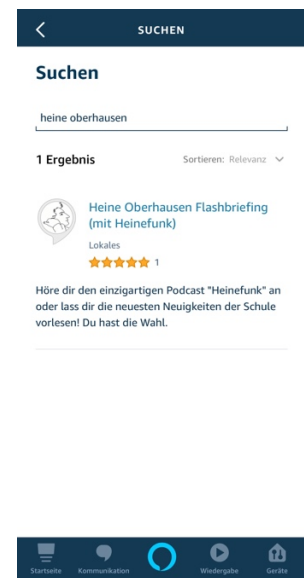 SUCHEN
Suchen
heine oberhausen
1 Ergebnis Sortieren: Relevanz
Heine Oberhausen Flashbriefing
(mit Heinefunk)
Lokales
1
Höre dir den einzigartigen Podcast "Heinefunk" an
oder lass dir die neuesten Neuigkeiten der Schule
vorlesen! Du hast die Wahl.
Startseite Kommunikation Wiedergabe Geräte